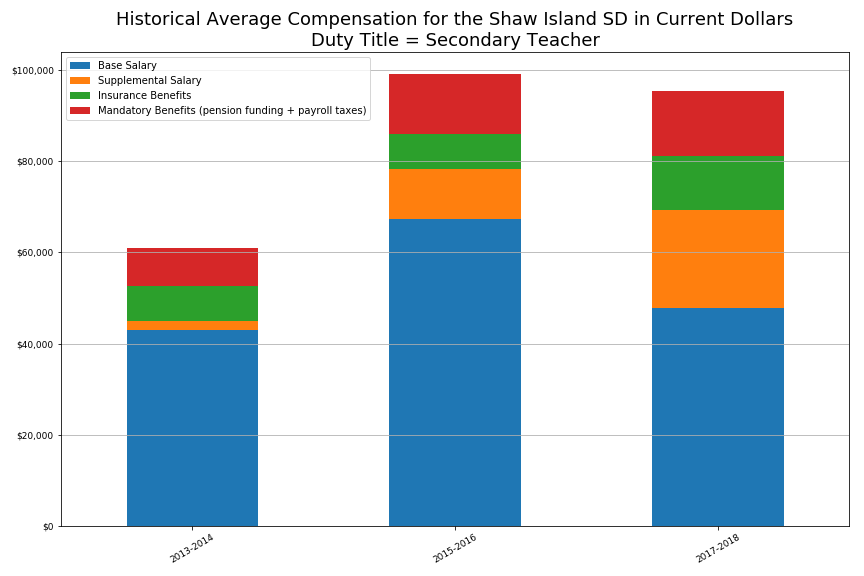 Historical Average Compensation for the Shaw Island SD in Current Dollars
Duty Title = Secondary Teacher
Base Salary
Supplemental Salary
Insurance Benefits
Mandatory Benefits (pension funding + payroll taxes)
$100,000
$80,000
$60,000
$40,000
$20,000
$0
2013-2014
2015-2016
2017-2018